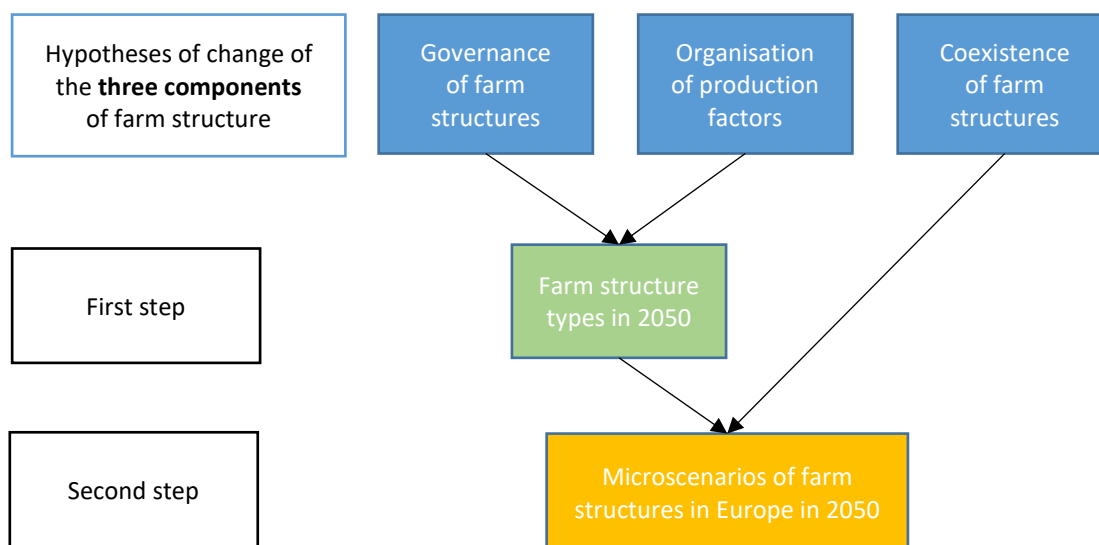 Hypotheses of change of
the three components
of farm structure
Governance
of farm
structures
Organisation
of production
factors
Coexistence
of farm
structures
First step
Farm structure
types in 2050
Second step
Microscenarios of farm
structures in Europe in 2050